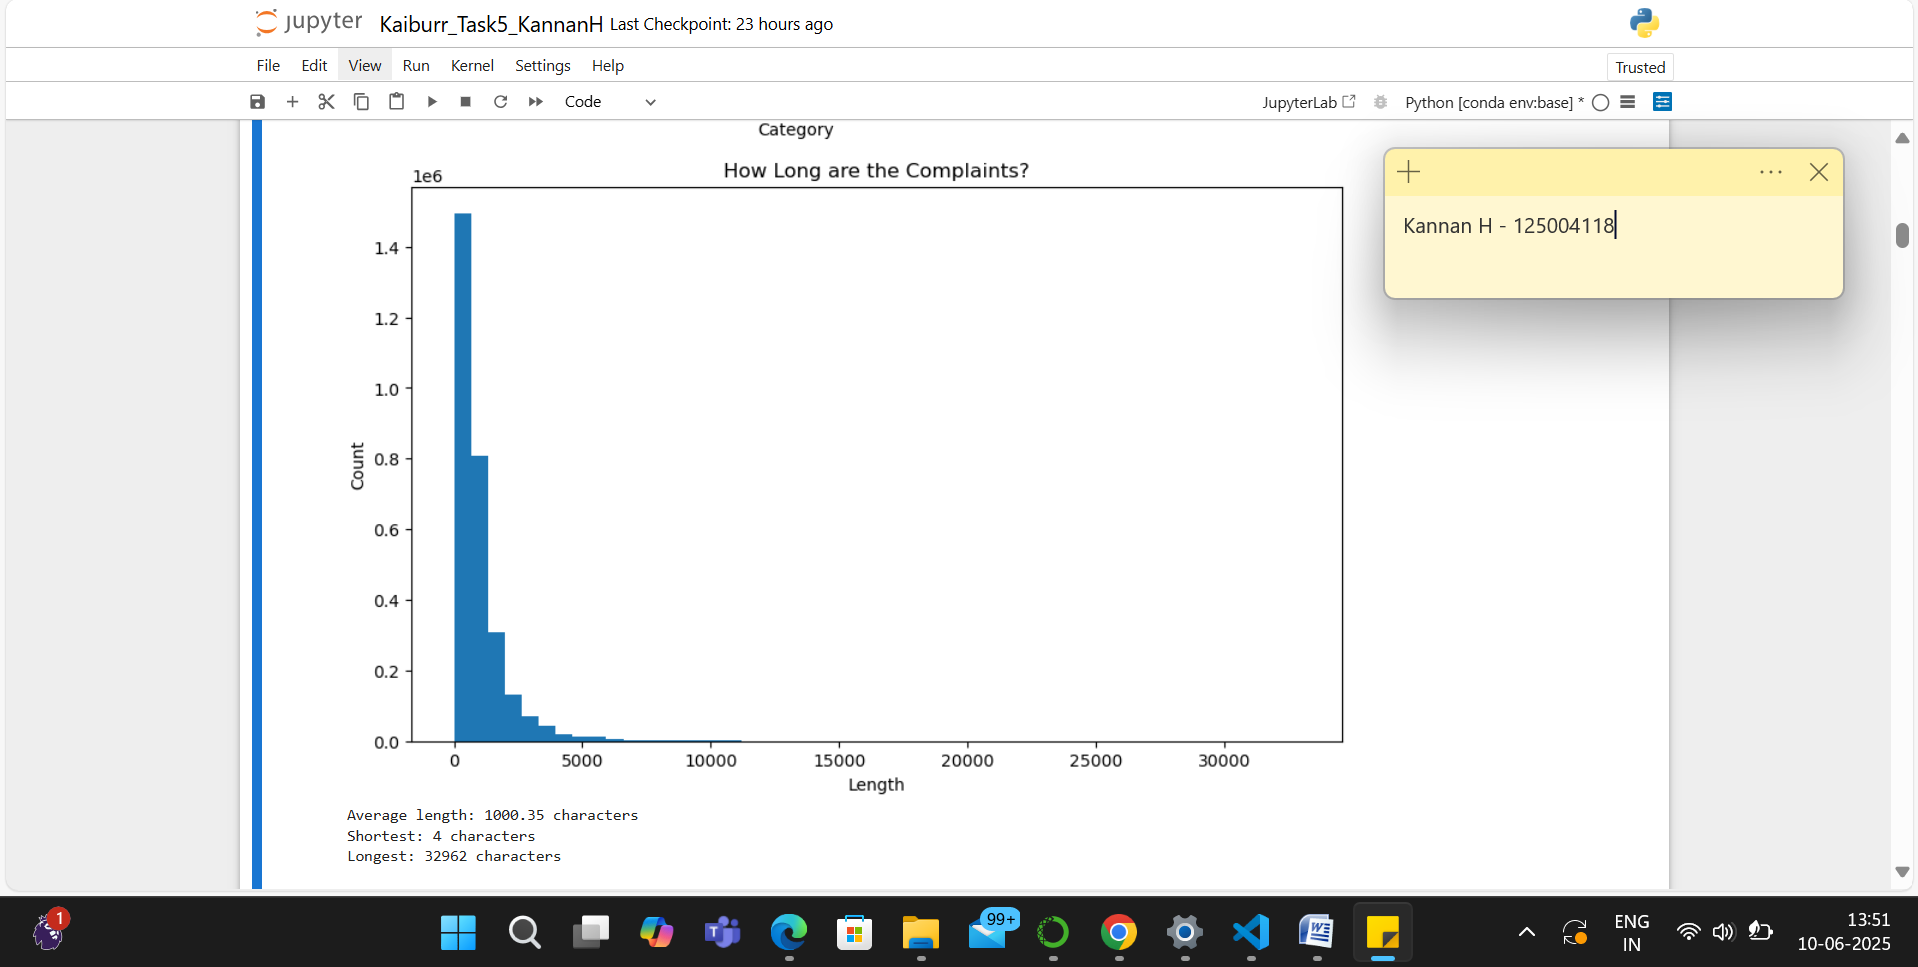 jupyter Kaiburr_Task5_KannanH Last Checkpoint: 23 hours ago
File Edit View Run Kernel Settings Help
Trusted
Code
JupyterLab Python [conda env:base] *
Category
How Long are the Complaints?
1e6
1.4
1.2
1.0
0.8
0.6
0.4
0.2
0.0
Count
0 5000 10000 15000 20000 25000 30000
Length
Average length: 1000.35 characters
Shortest: 4 characters
Longest: 32962 characters
Kannan H - 125004118
1
99+
ENG
IN
13:51
10-06-2025